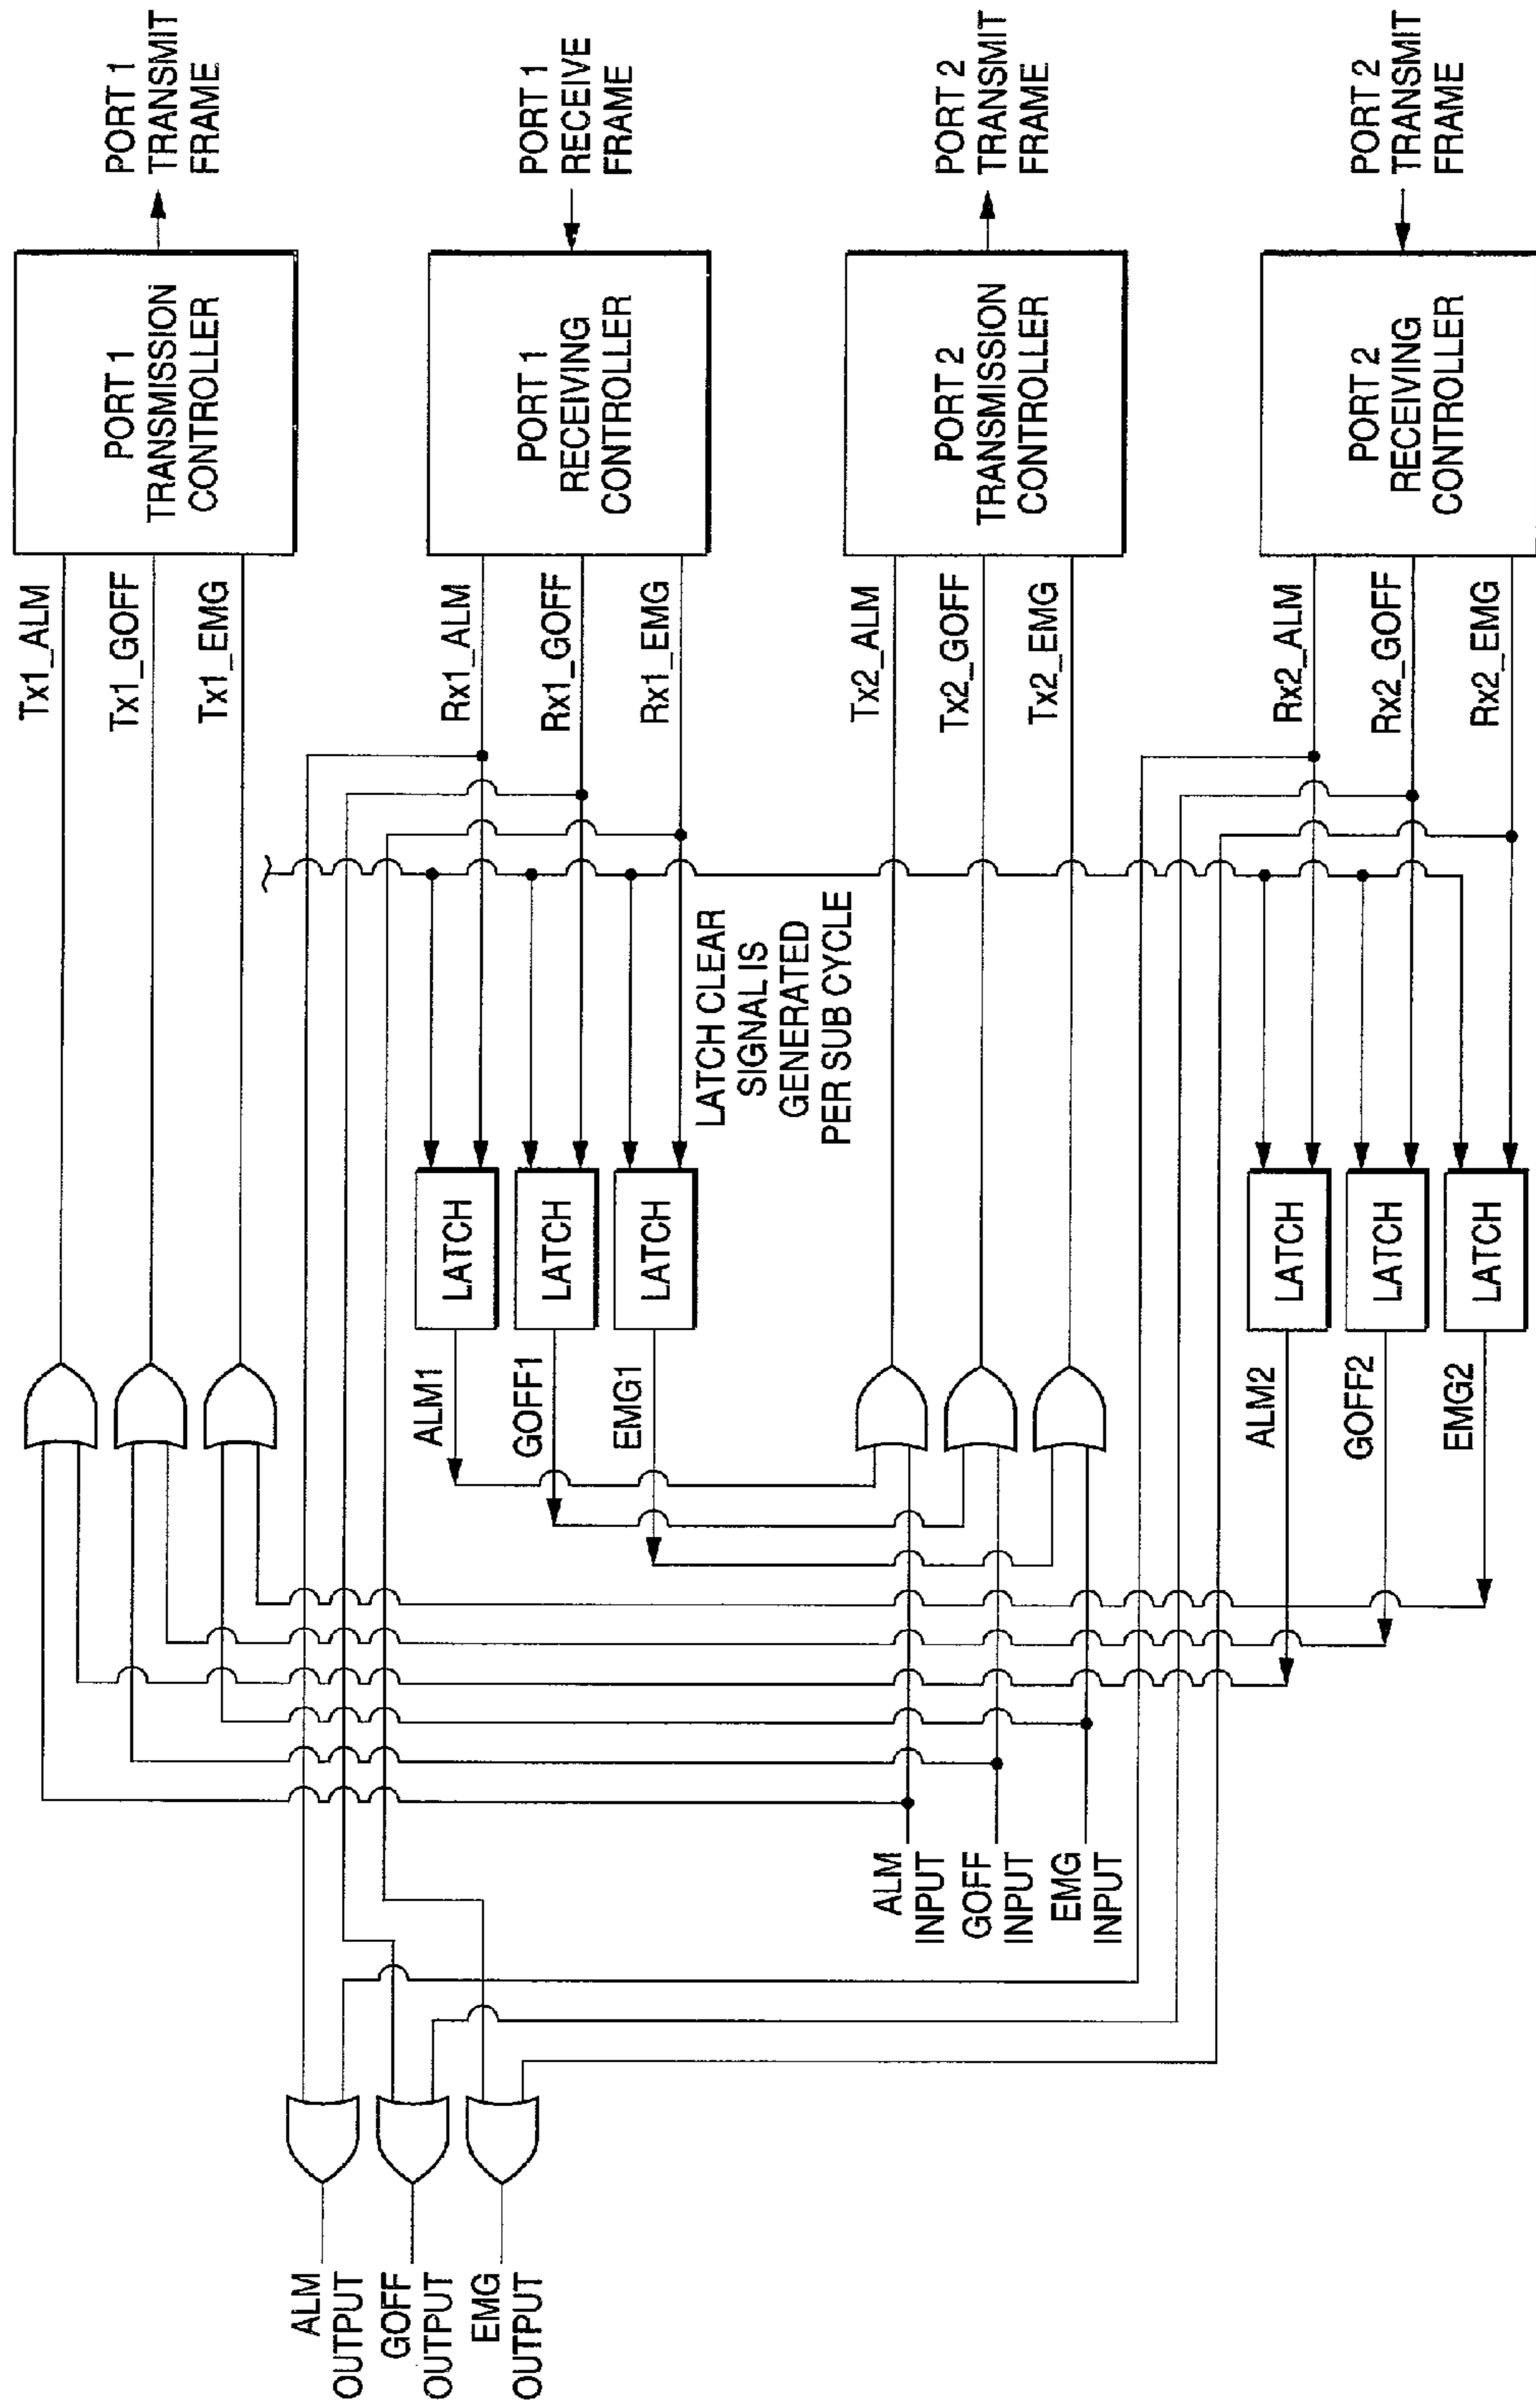 PORT 1
TRANSMIT
FRAME
PORT 1
TRANSMISSION
CONTROLLER
Tx1_ALM
Tx1_GOFF
Tx1_EMG
PORT 1
RECEIVE
FRAME
PORT 1
RECEIVING
CONTROLLER
Rx1_ALM
Rx1_GOFF
Rx1_EMG
LATCH
LATCH
LATCH
LATCH CLEAR
SIGNAL IS
GENERATED
PER SUB CYCLE
ALM1
GOFF1
EMG1
PORT 2
TRANSMIT
FRAME
PORT 2
TRANSMISSION
CONTROLLER
Tx2_ALM
Tx2_GOFF
Tx2_EMG
PORT 2
TRANSMIT
FRAME
PORT 2
RECEIVING
CONTROLLER
Rx2_ALM
Rx2_GOFF
Rx2_EMG
LATCH
LATCH
LATCH
ALM2
GOFF2
EMG2
ALM
INPUT
GOFF
INPUT
EMG
INPUT
ALM
OUTPUT
GOFF
OUTPUT
EMG
OUTPUT